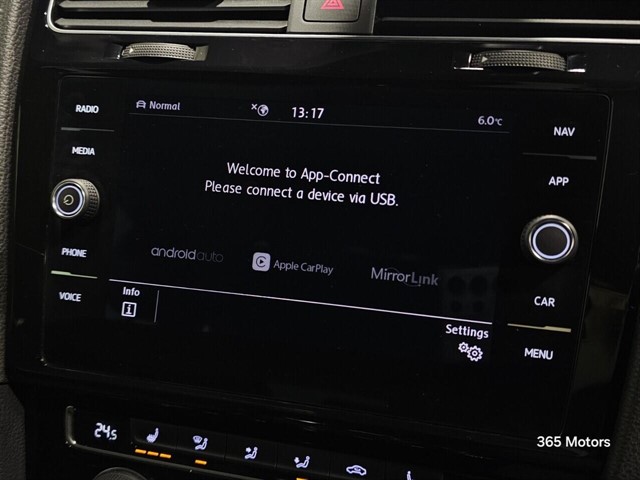 RADIO
MEDIA
PHONE
VOICE
Normal
13:17
6.0°C
Welcome to App-Connect
Please connect a device via USB.
androidauto
Apple CarPlay
MirrorLink
Info
i
Settings
NAV
APP
CAR
MENU
24.5
365 Motors